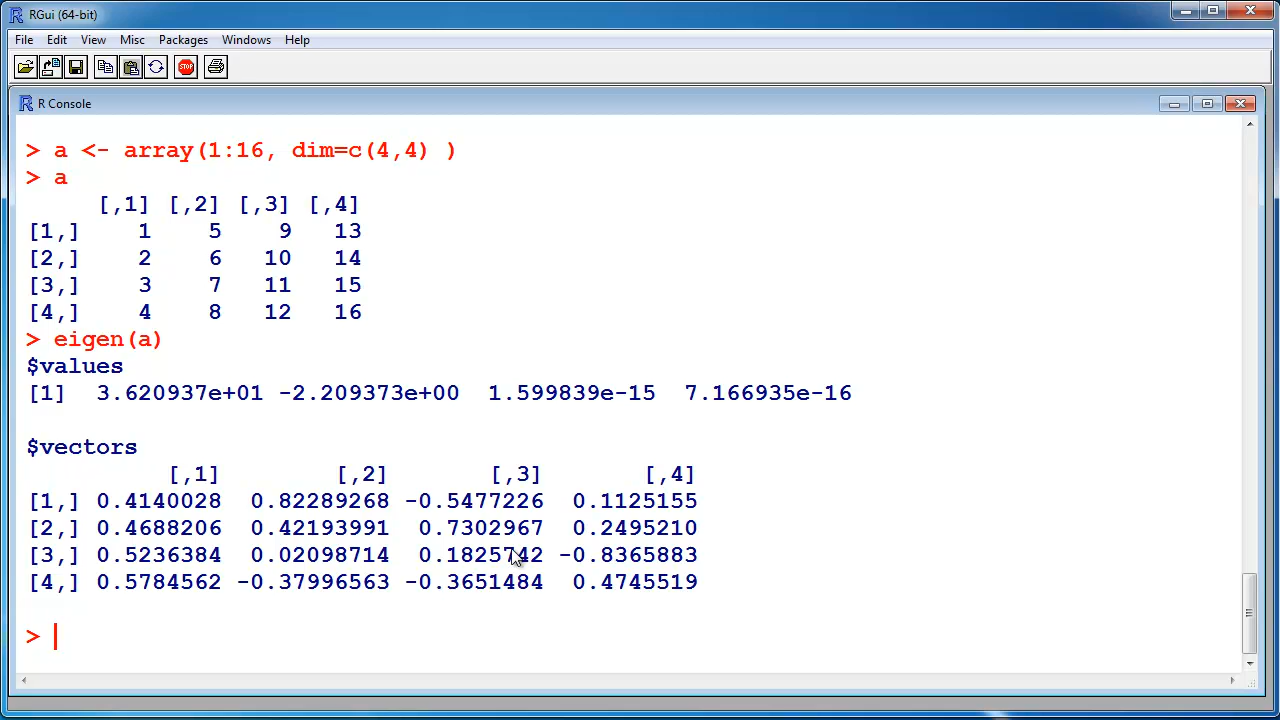 RGui (64-bit)
File Edit View Misc Packages Windows Help
STOP
R Console
> a <- array(1:16, dim=c(4,4) )
> a
[,1] [,2] [,3] [,4]
[1,] 1 5 9 13
[2,] 2 6 10 14
[3,] 3 7 11 15
[4,] 4 8 12 16
> eigen(a)
$values
[1] 3.620937e+01 -2.209373e+00 1.599839e-15 7.166935e-16
$vectors
[,1] [,2] [,3] [,4]
[1,] 0.4140028 0.82289268 -0.5477226 0.1125155
[2,] 0.4688206 0.42193991 0.7302967 0.2495210
[3,] 0.5236384 0.02098714 0.1825742 -0.8365883
[4,] 0.5784562 -0.37996563 -0.3651484 0.4745519
>